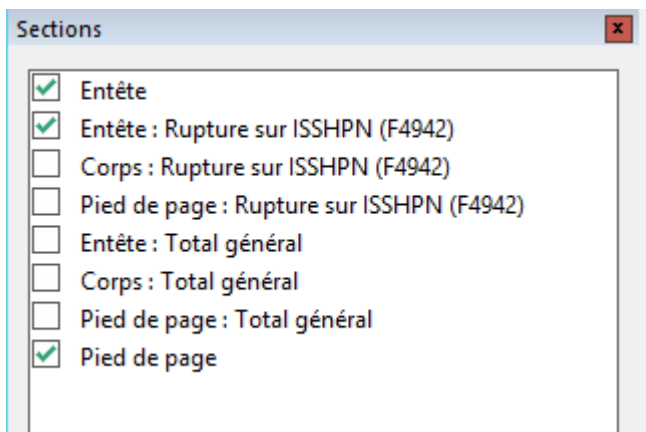 Sections
Entête
Entête : Rupture sur ISSHPN (F4942)
Corps : Rupture sur ISSHPN (F4942)
Pied de page : Rupture sur ISSHPN (F4942)
Entête : Total général
Corps : Total général
Pied de page : Total général
Pied de page